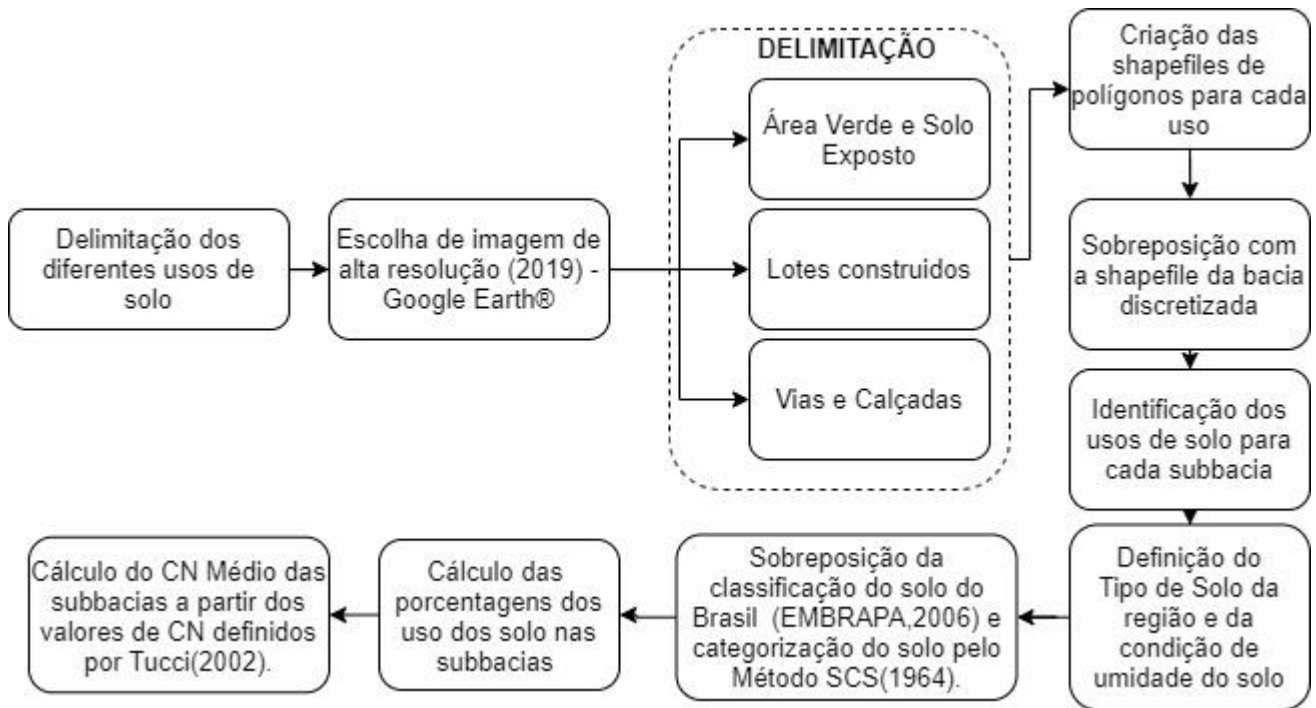 Delimitação dos
diferentes usos de
solo
Escolha de imagem de
alta resolução (2019) -
Google Earth®
DELIMITAÇÃO
Área Verde e Solo
Exposto
Lotes construidos
Vias e Calçadas
Criação das
shapefiles de
polígonos para cada
uso
Sobreposição com
a shapefile da bacia
discretizada
Identificação dos
usos de solo para
cada subbacia
Definição do
Tipo de Solo da
região e da
condição de
umidade do solo
Sobreposição da
classificação do solo do
Brasil (EMBRAPA,2006) e
categorização do solo pelo
Método SCS(1964).
Cálculo das
porcentagens dos
uso dos solo nas
subbacias
Cálculo do CN Médio das
subbacias a partir dos
valores de CN definidos
por Tucci(2002).